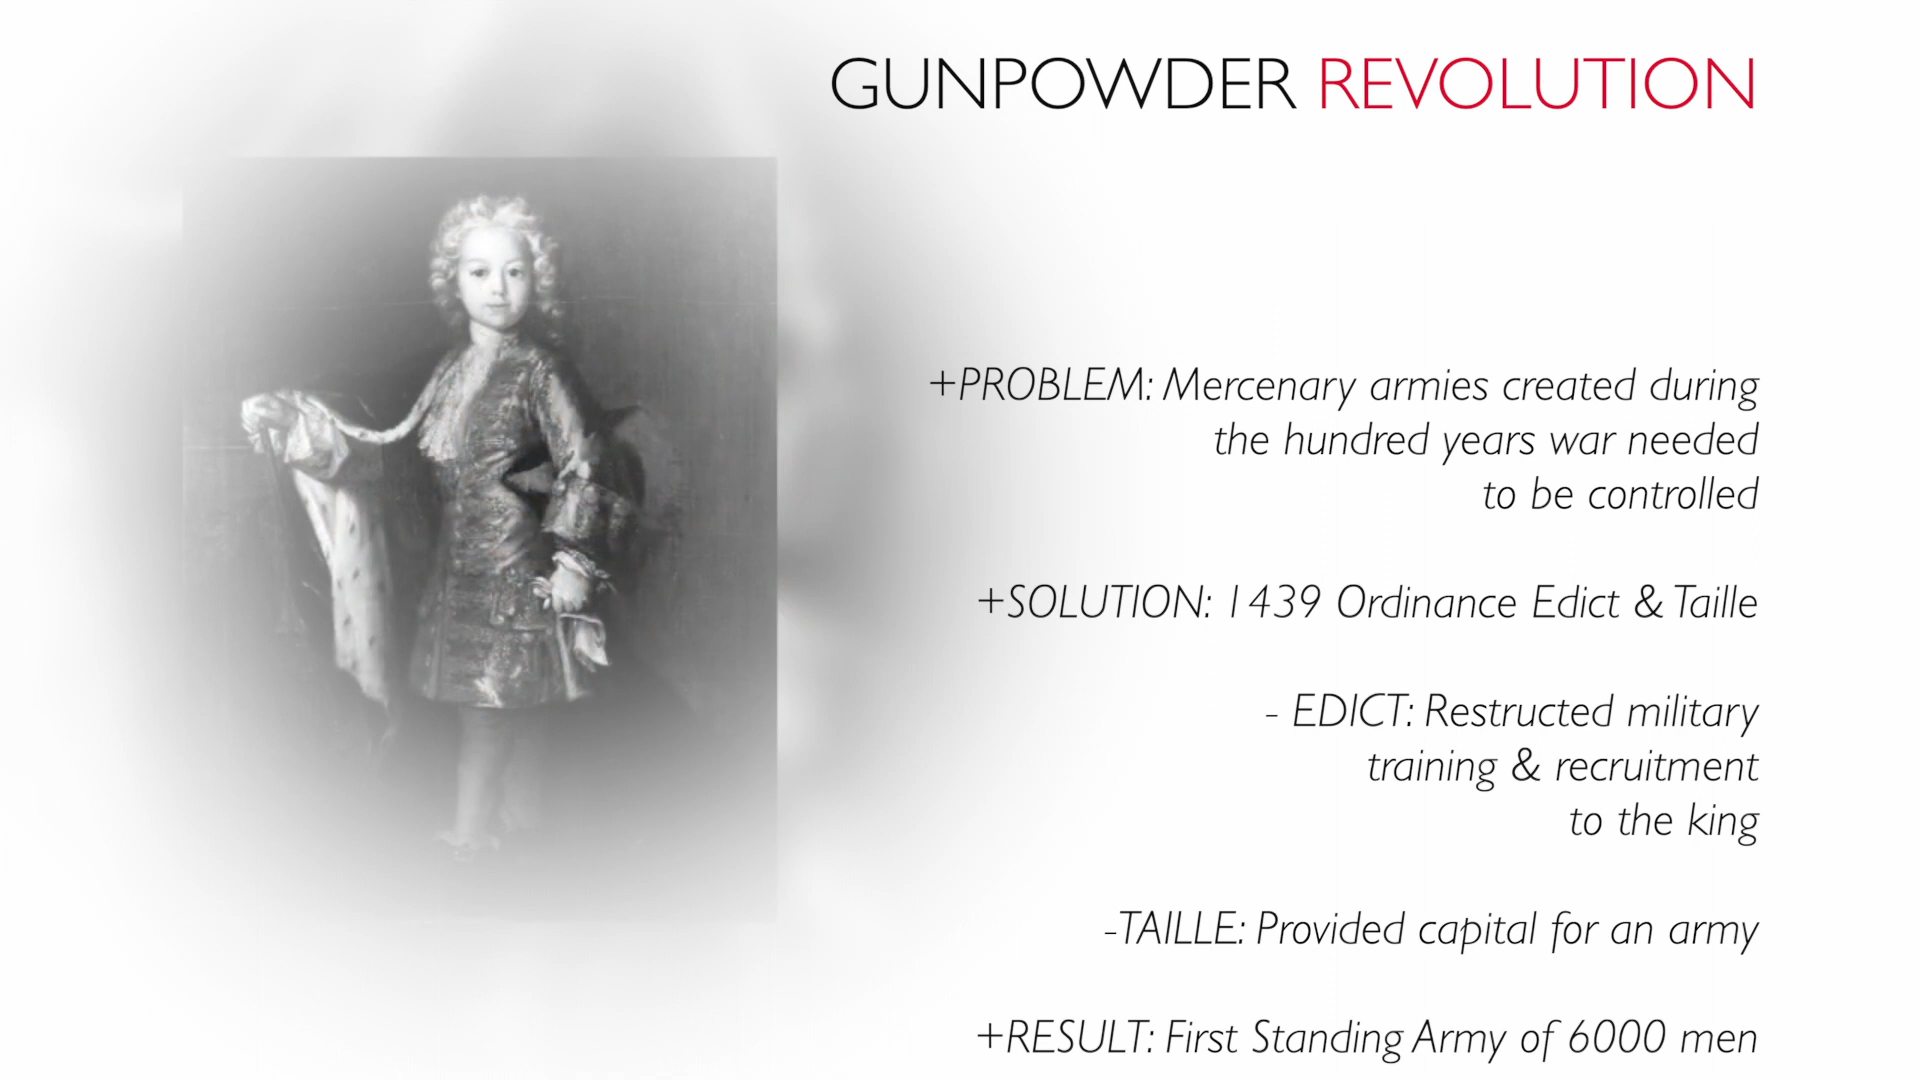 GUNPOWDER REVOLUTION
+PROBLEM: Mercenary armies created during
the hundred years war needed
to be controlled
+SOLUTION: 1439 Ordinance Edict & Taille
- EDICT: Restructed military
training & recruitment
to the king
-TAILLE: Provided capital for an army
+RESULT: First Standing Army of 6000 men